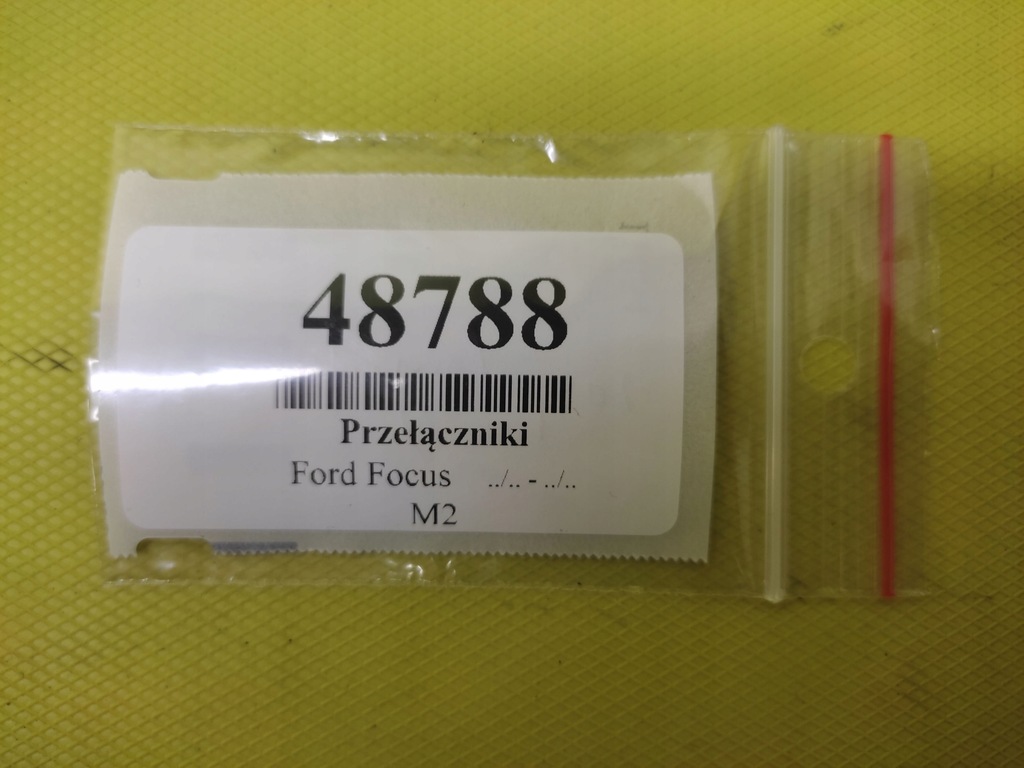 48788
Przełączniki
Ford Focus ../.. - ../..
M2